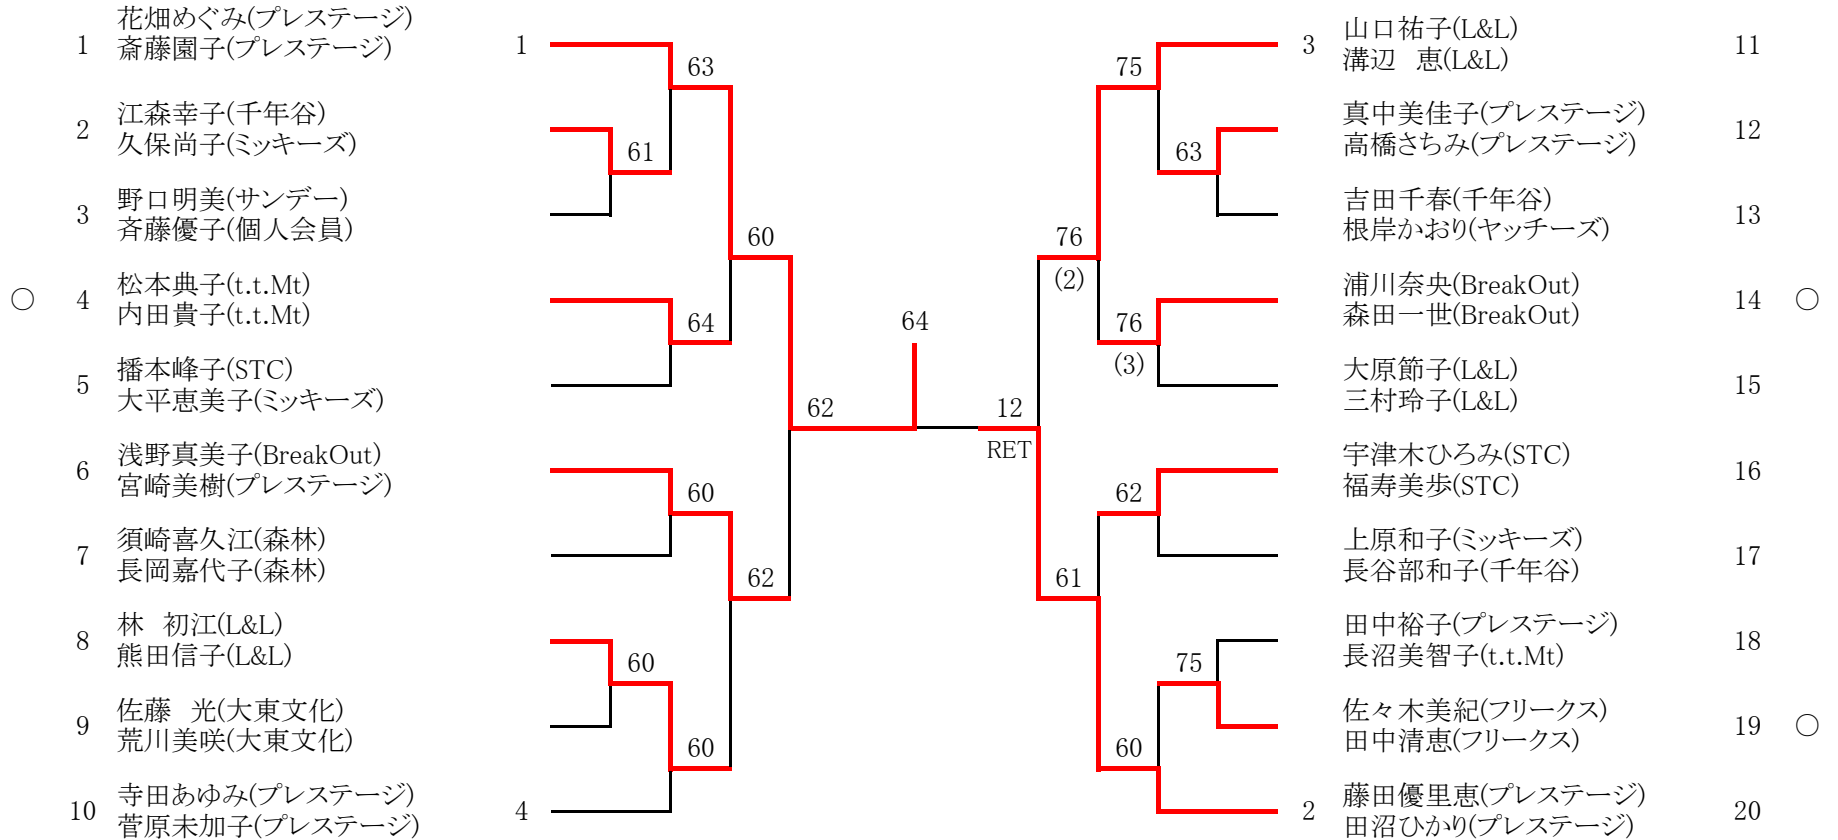 花畑めぐみ(プレステージ)
1 斎藤園子(プレステージ) 1
63
江森幸子(千年谷)
2 久保尚子(ミッキーズ)
61
野口明美(サンデー)
3 斉藤優子(個人会員)
60
松本典子(t.t.Mt)
○ 4 内田貴子(t.t.Mt)
64
播本峰子(STC)
5 大平恵美子(ミッキーズ)
62
浅野真美子(BreakOut)
6 宮崎美樹(プレステージ)
60
須崎喜久江(森林)
7 長岡嘉代子(森林)
62
林 初江(L&L)
8 熊田信子(L&L)
60
佐藤 光(大東文化)
9 荒川美咲(大東文化)
60
寺田あゆみ(プレステージ)
10 菅原未加子(プレステージ) 4
64
山口祐子(L&L)
3 溝辺 恵(L&L) 11
75
真中美佳子(プレステージ)
高橋さちみ(プレステージ) 12
63
吉田千春(千年谷)
根岸かおり(ヤッチーズ) 13
76
(2)
浦川奈央(BreakOut)
森田一世(BreakOut) 14 ○
76
(3)
大原節子(L&L)
三村玲子(L&L) 15
12
RET
宇津木ひろみ(STC)
福寿美歩(STC) 16
62
上原和子(ミッキーズ)
長谷部和子(千年谷) 17
61
田中裕子(プレステージ)
長沼美智子(t.t.Mt) 18
75
佐々木美紀(フリークス)
田中清恵(フリークス) 19 ○
60
藤田優里恵(プレステージ)
2 田沼ひかり(プレステージ) 20